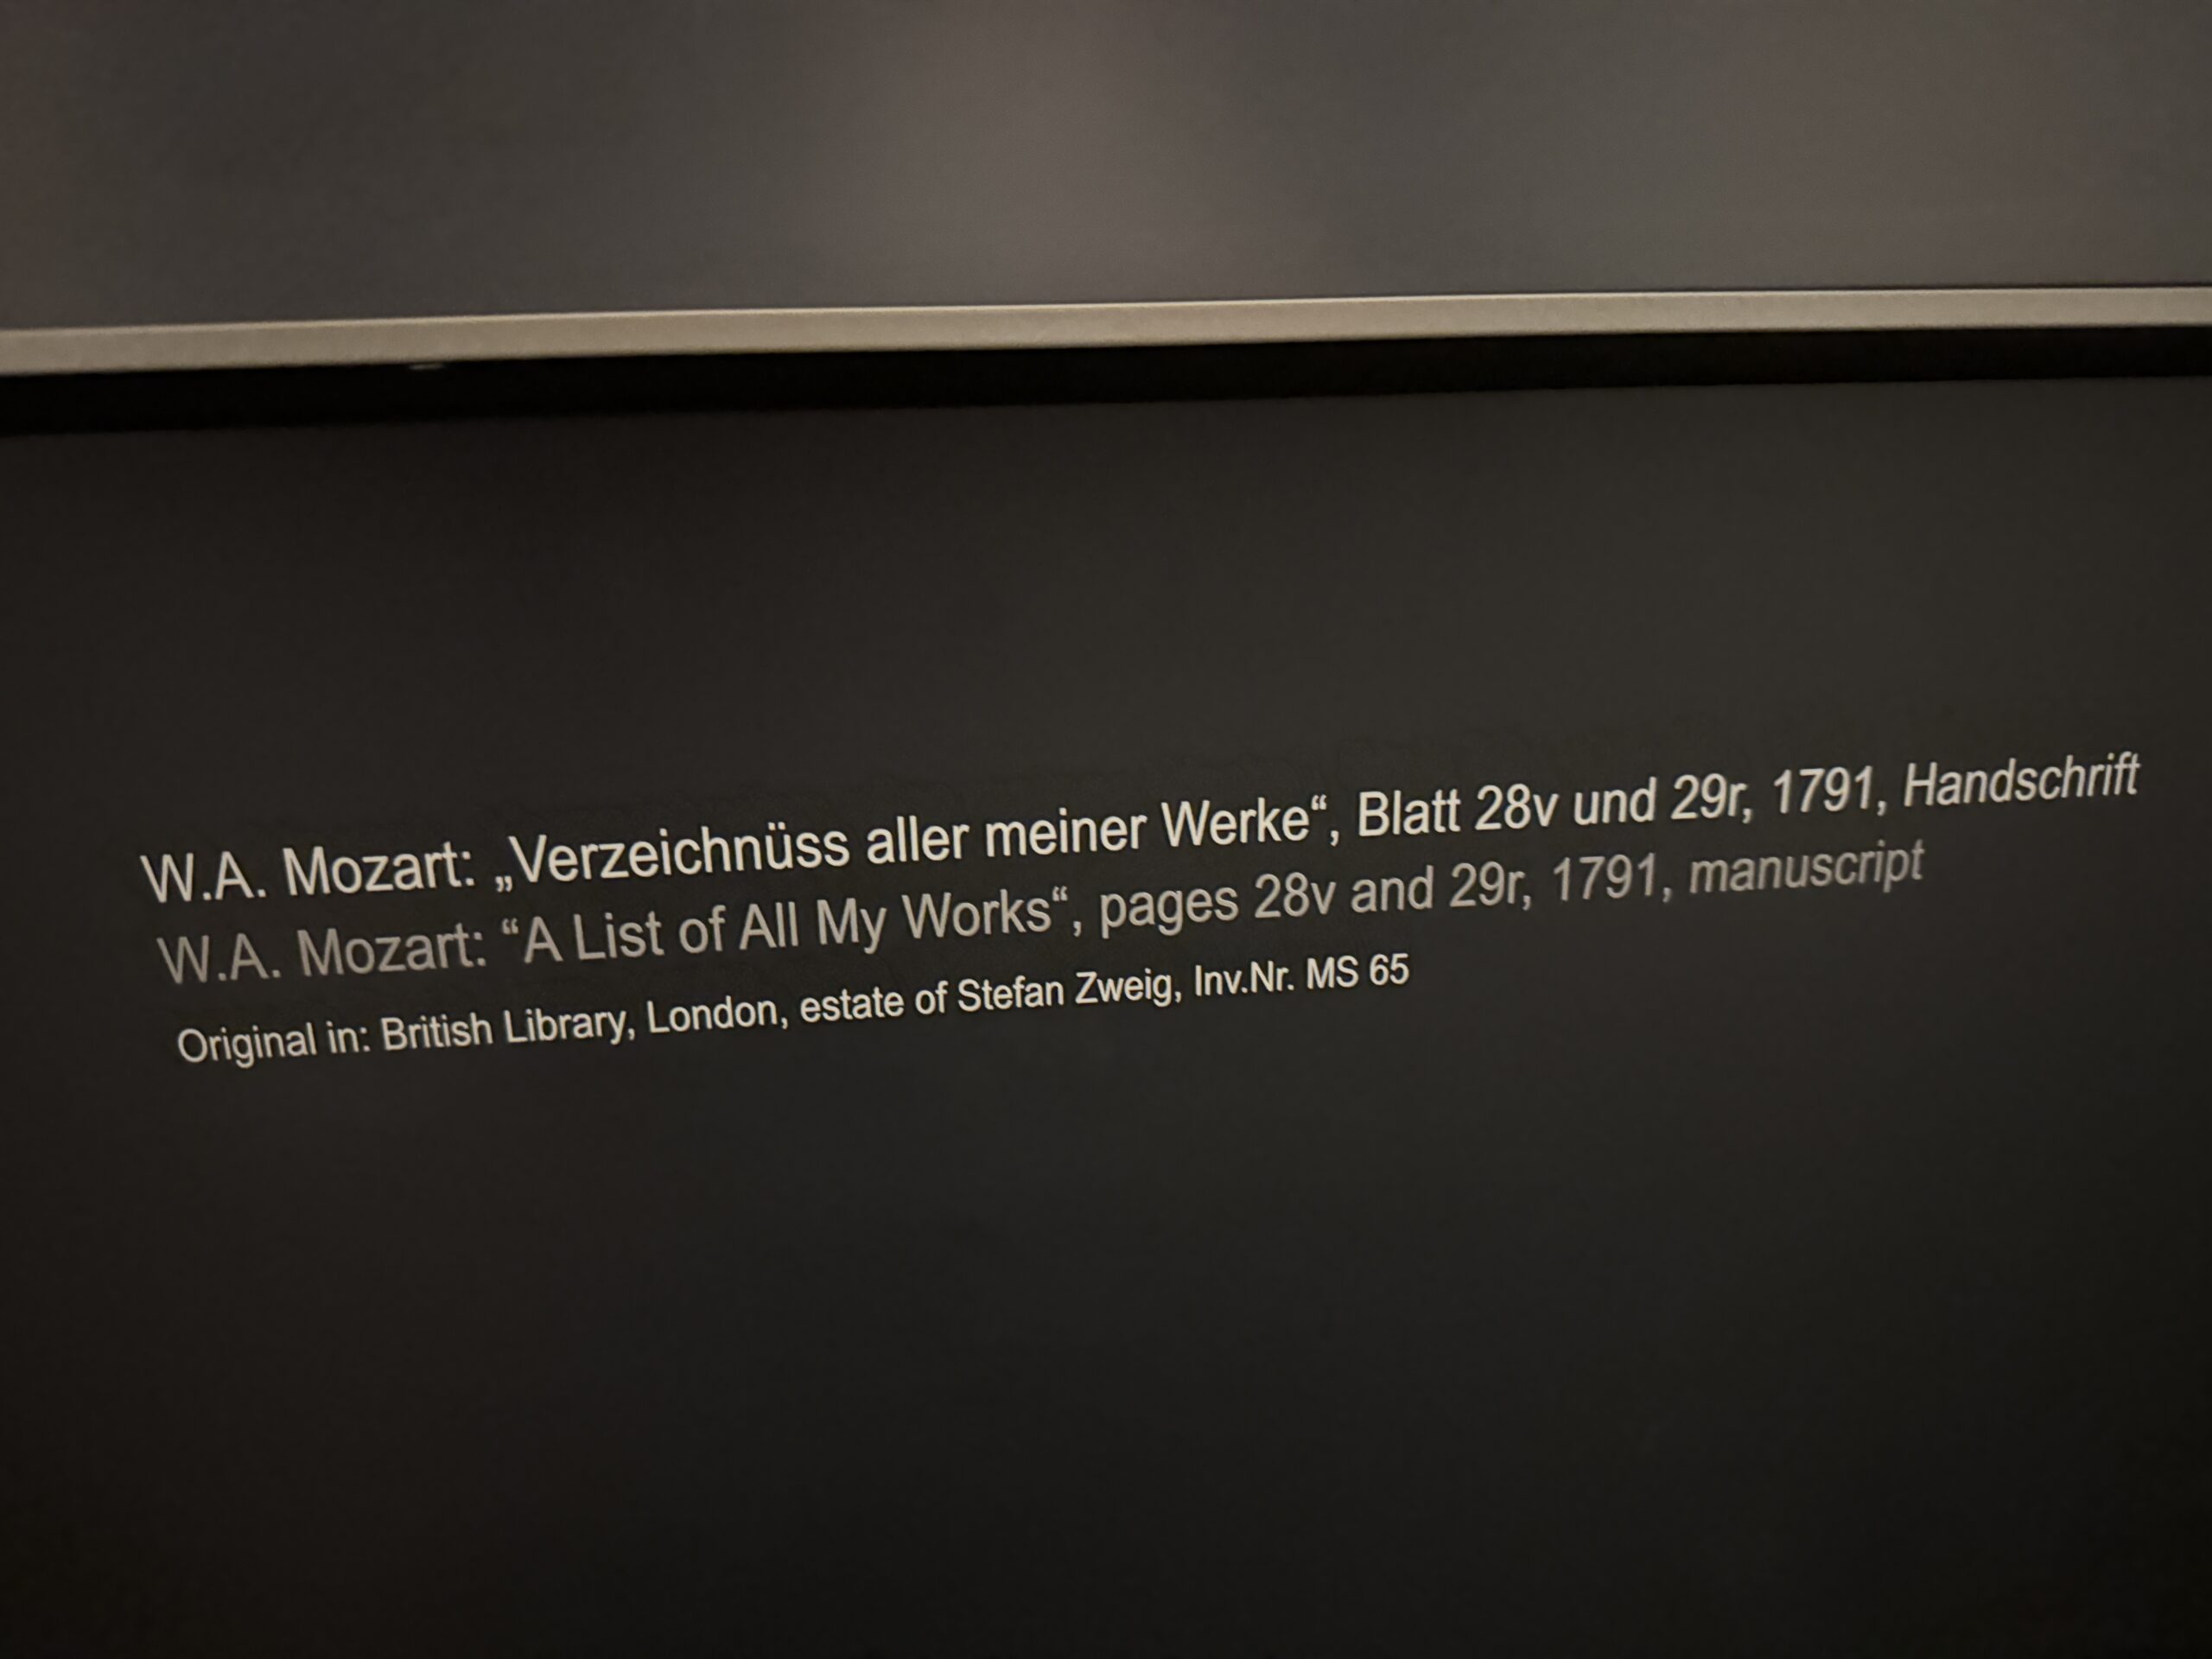 W.A. Mozart: „Verzeichnüss aller meiner Werke“, Blatt 28v und 29r, 1791, Handschrift
W.A. Mozart: “A List of All My Works“, pages 28v and 29r, 1791, manuscript
Original in: British Library, London, estate of Stefan Zweig, Inv.Nr. MS 65